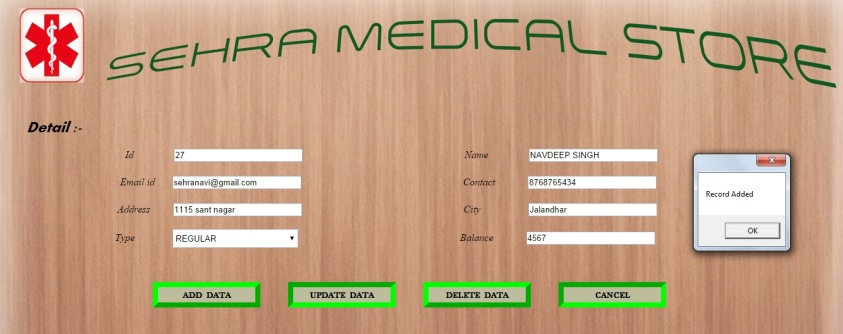 SEHRA MEDICAL STORE
Detail :-
Id 27 Name NAVDEEP SINGH
Email id sehranavi@gmail.com Contact 8768765434
Address 1115 sant nagar City Jalandhar
Type REGULAR Balance 4567
x
Record Added
OK
ADD DATA UPDATE DATA DELETE DATA CANCEL